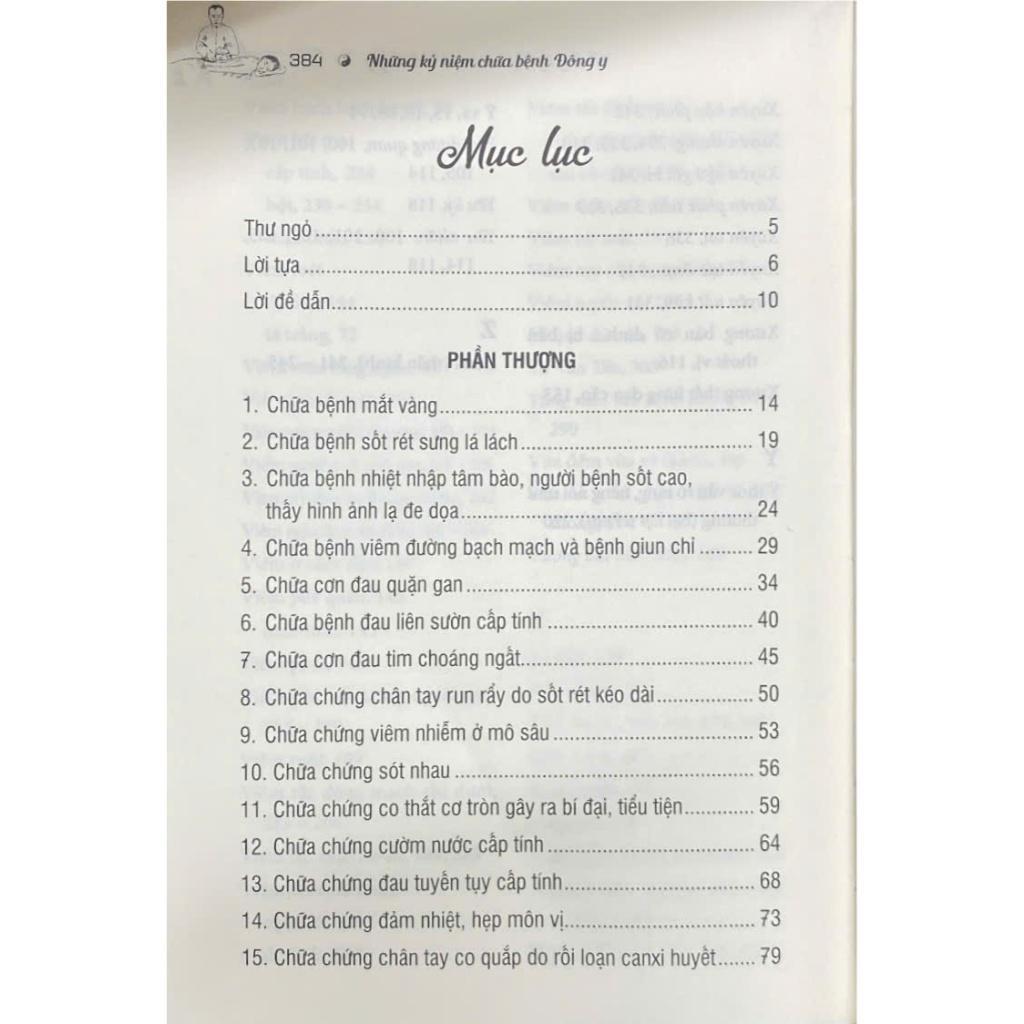 384 Những kỷ niệm chữa bệnh Đông y
Mục lục
Thư ngỏ........ 5
Lời tựa........ 6
Lời đề dẫn........ 10
PHẦN THƯỢNG
1. Chữa bệnh mắt vàng........ 14
2. Chữa bệnh sốt rét sưng lá lách........ 19
3. Chữa bệnh nhiệt nhập tâm bào, người bệnh sốt cao,
thấy hình ảnh lạ đe dọa........ 24
4. Chữa bệnh viêm đường bạch mạch và bệnh giun chỉ........ 29
5. Chữa cơn đau quặn gan........ 34
6. Chữa bệnh đau liên sườn cấp tính........ 40
7. Chữa cơn đau tim choáng ngất........ 45
8. Chữa chứng chân tay run rẩy do sốt rét kéo dài........ 50
9. Chữa chứng viêm nhiễm ở mô sâu........ 53
10. Chữa chứng sót nhau........ 56
11. Chữa chứng co thắt cơ tròn gây ra bí đại, tiểu tiện........ 59
12. Chữa chứng cườm nước cấp tính........ 64
13. Chữa chứng đau tuyến tụy cấp tính........ 68
14. Chữa chứng đảm nhiệt, hẹp môn vị........ 73
15. Chữa chứng chân tay co quắp do rối loạn canxi huyết....... 79